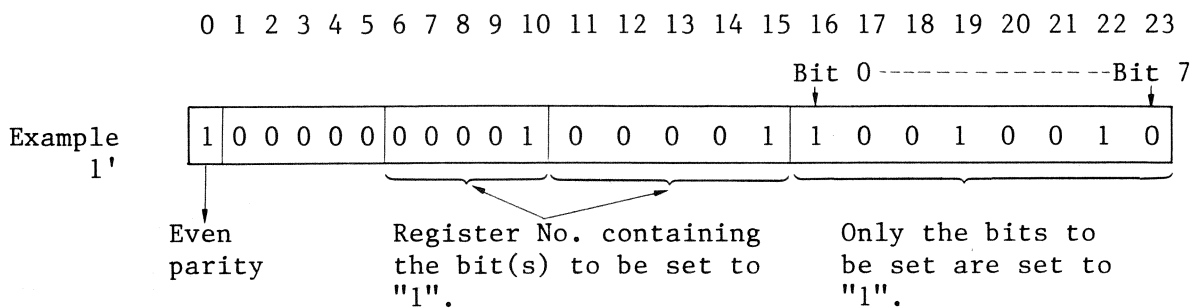 0 1 2 3 4 5 6 7 8 9 10 11 12 13 14 15 16 17 18 19 20 21 22 23
Bit 0---------------Bit 7
Example 1 0 0 0 0 0 0 0 0 0 1 0 0 0 0 1 1 0 0 1 0 0 1 0
1'
Even Register No. containing Only the bits to
parity the bit(s) to be set to be set are set to
"1". "1".